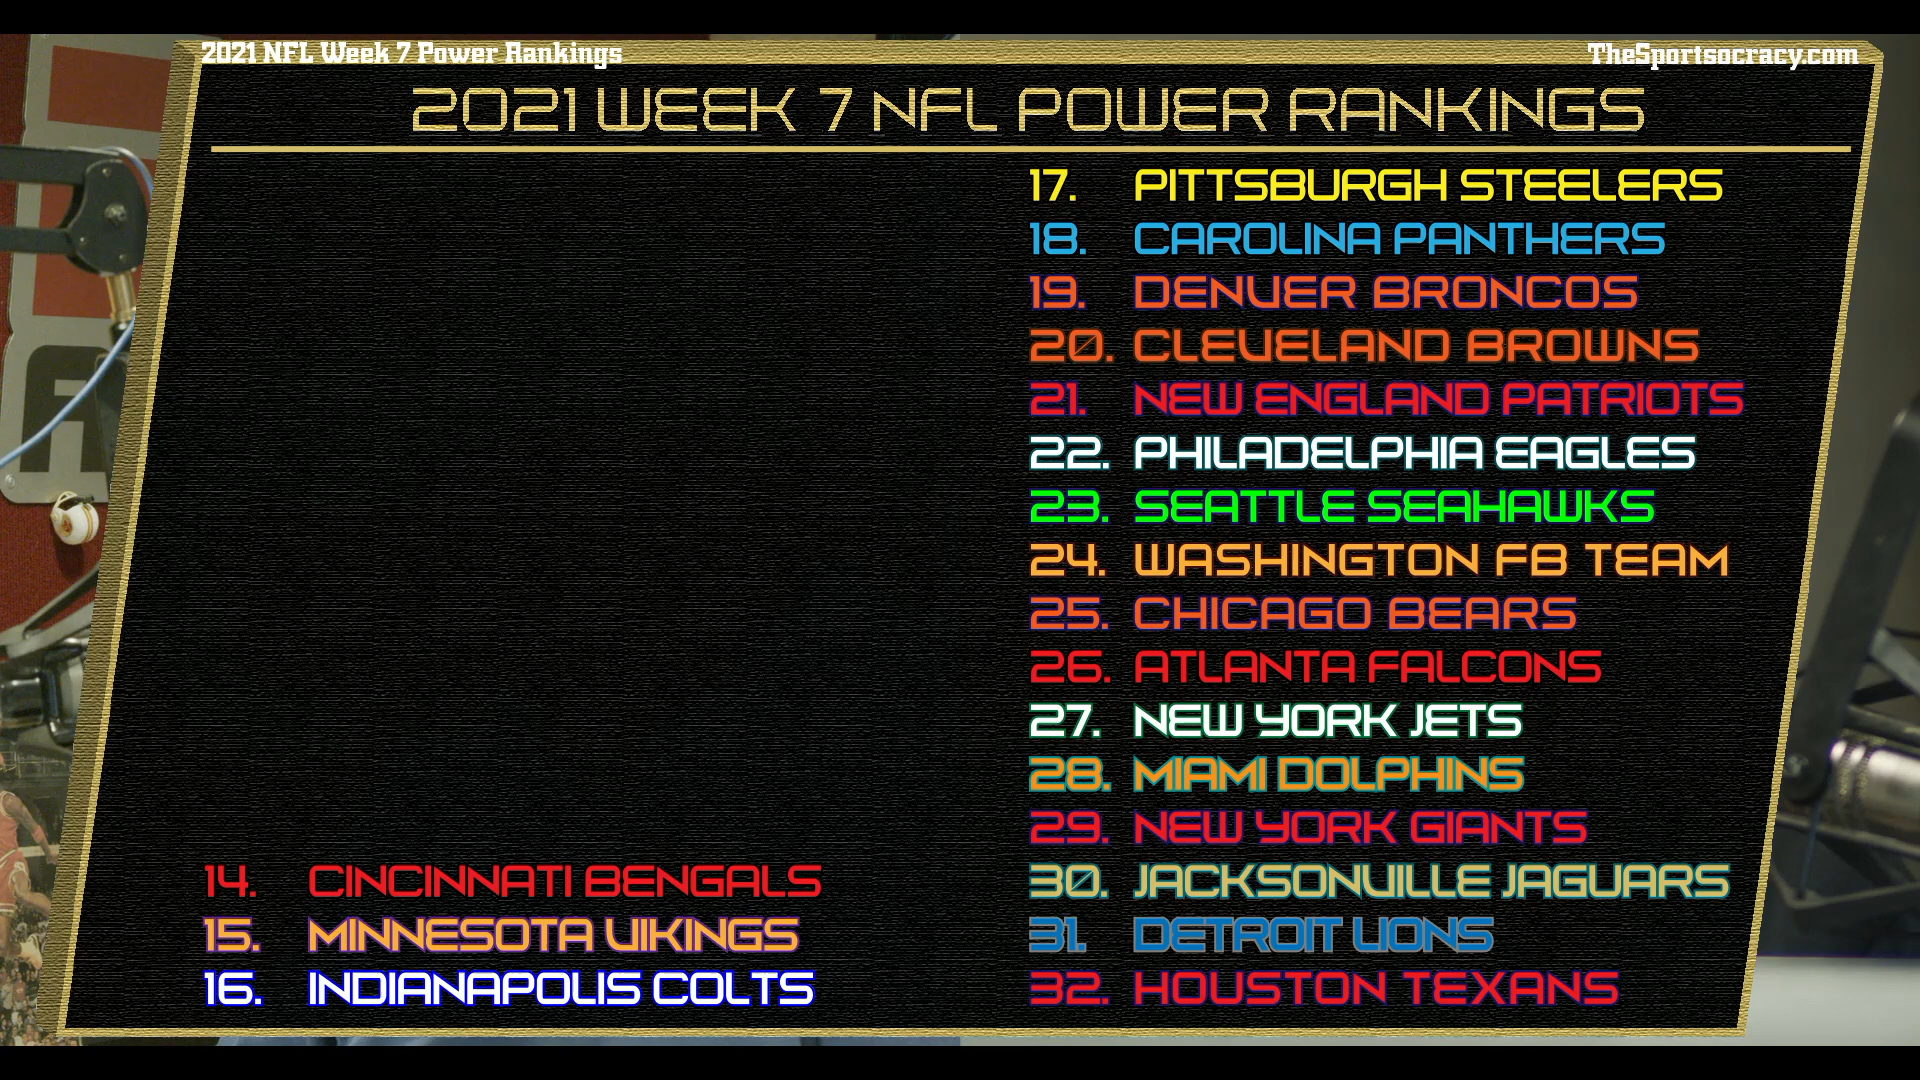 2021 NFL Week 7 Power Rankings
TheSportsocracy.com
2021 WEEK 7 NFL POWER RANKINGS
14. CINCINNATI BENGALS
15. MINNESOTA VIKINGS
16. INDIANAPOLIS COLTS
17. PITTSBURGH STEELERS
18. CAROLINA PANTHERS
19. DENVER BRONCOS
20. CLEVELAND BROWNS
21. NEW ENGLAND PATRIOTS
22. PHILADELPHIA EAGLES
23. SEATTLE SEAHAWKS
24. WASHINGTON FB TEAM
25. CHICAGO BEARS
26. ATLANTA FALCONS
27. NEW YORK JETS
28. MIAMI DOLPHINS
29. NEW YORK GIANTS
30. JACKSONVILLE JAGUARS
31. DETROIT LIONS
32. HOUSTON TEXANS